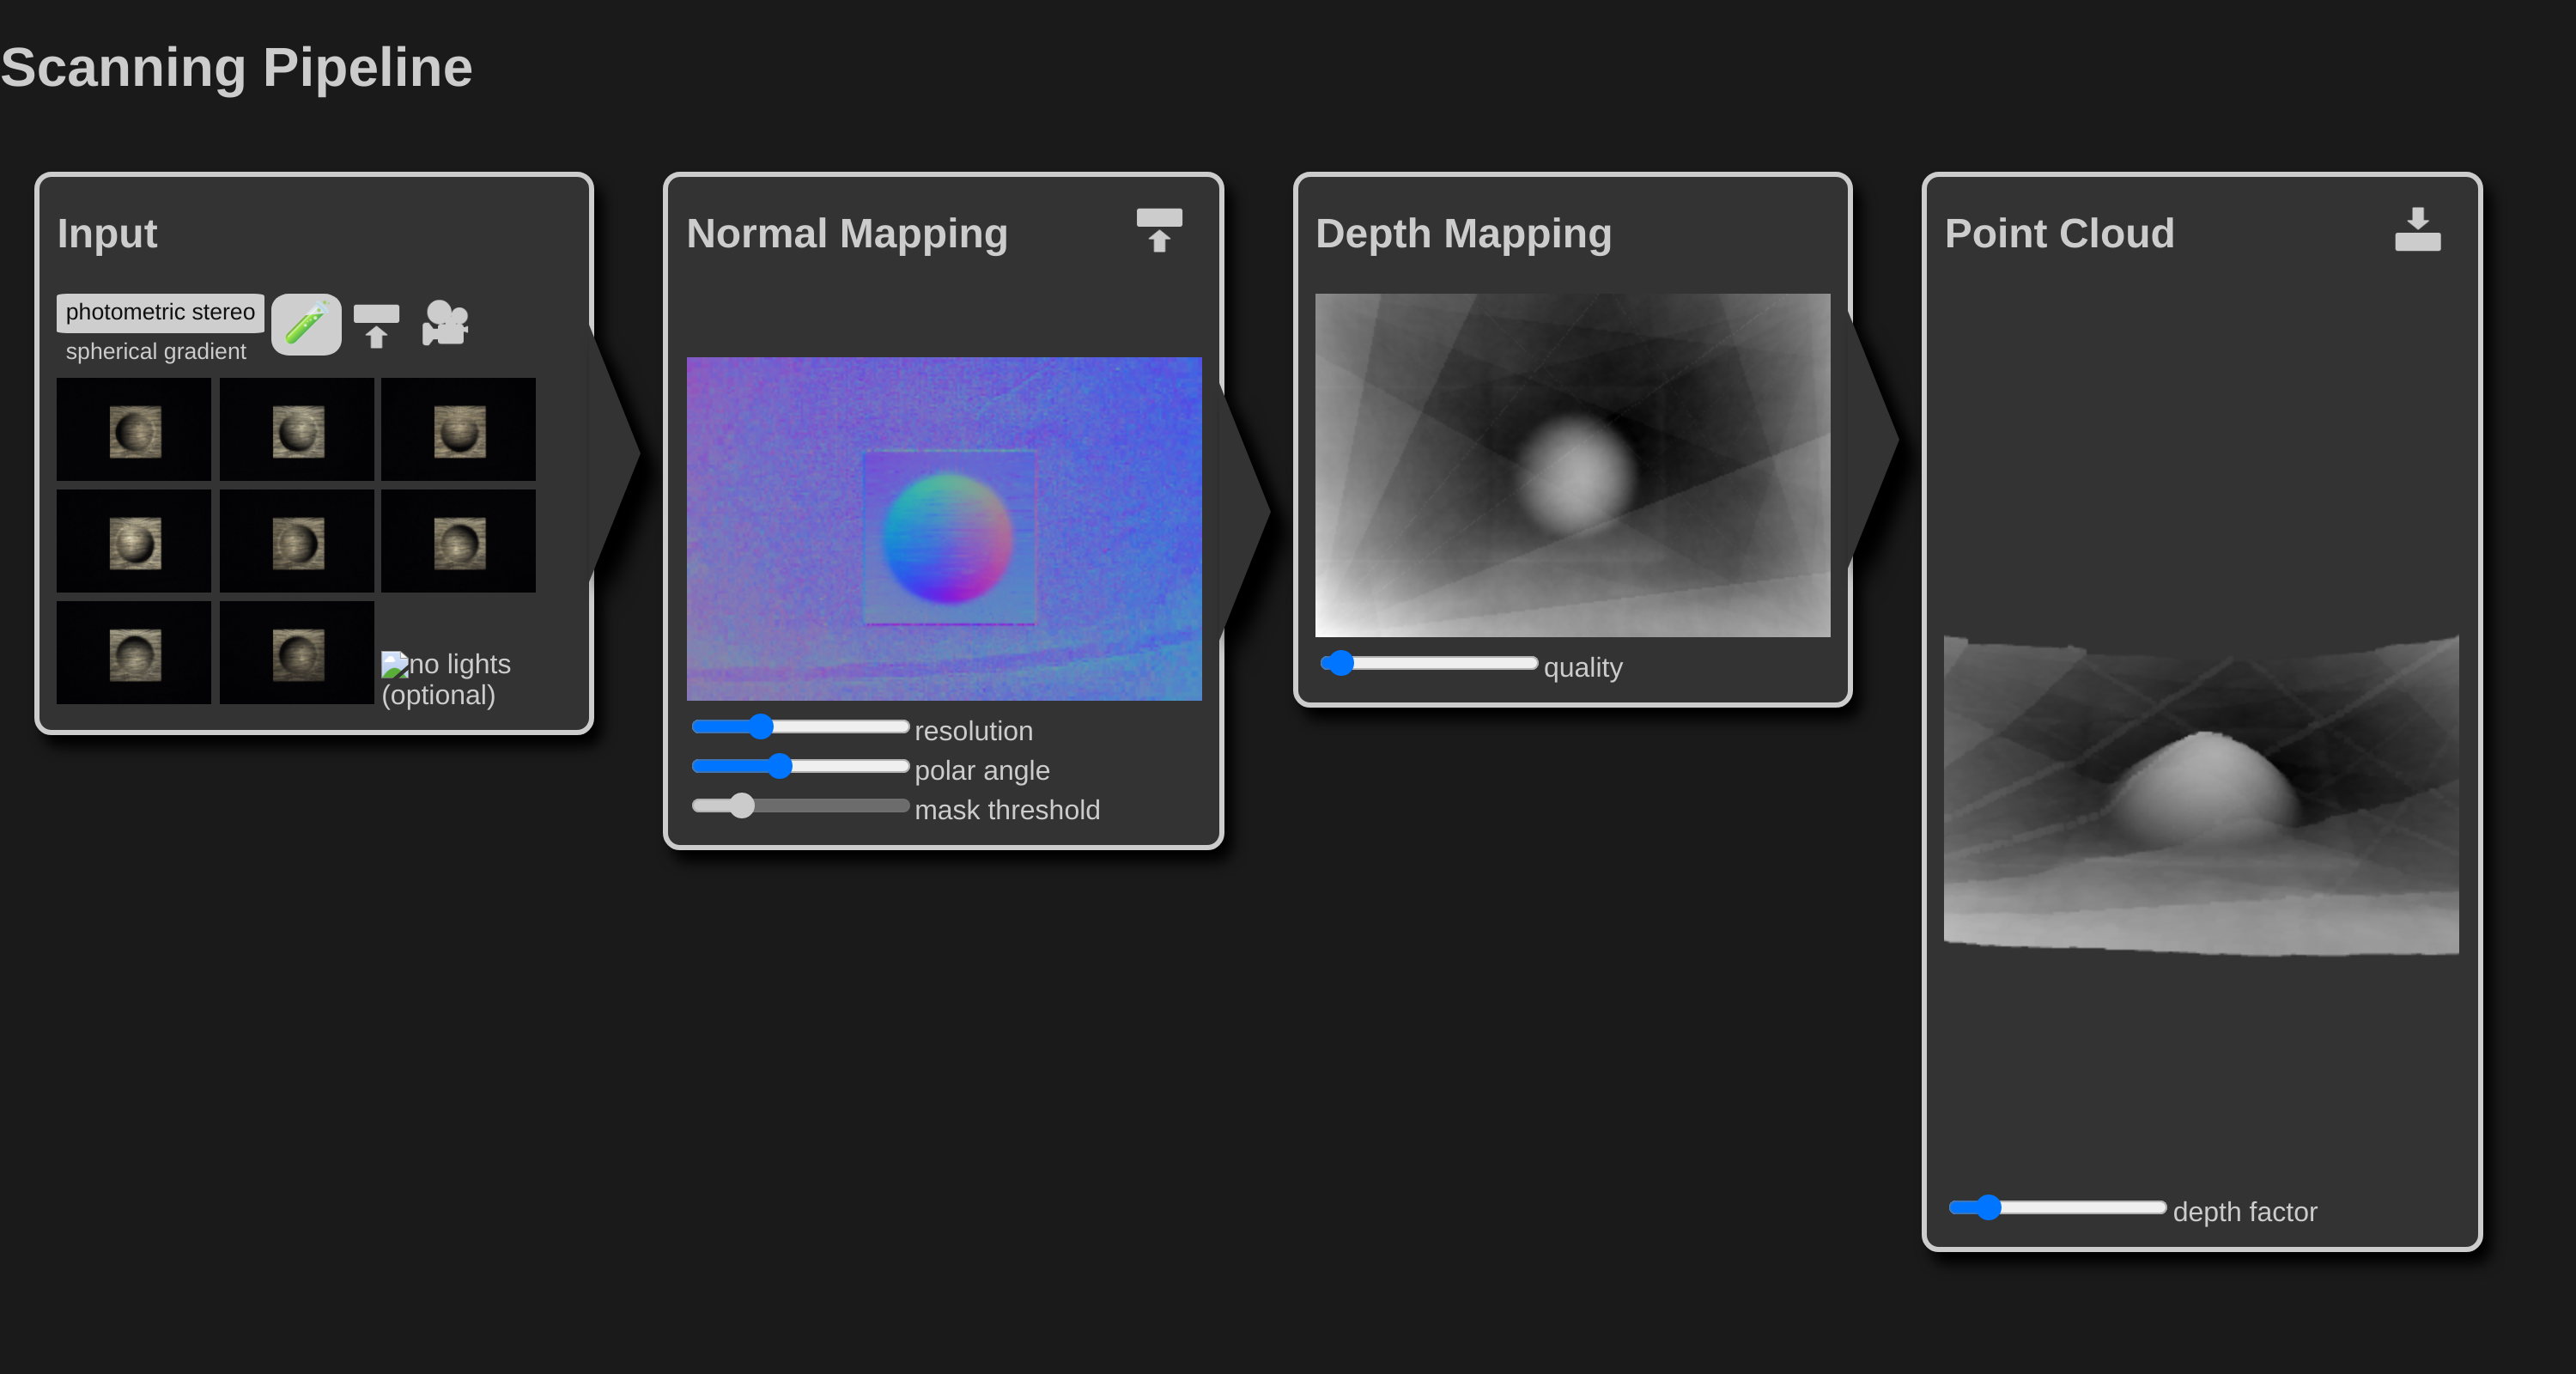 Scanning Pipeline
Input
photometric stereo
spherical gradient
no lights
(optional)
Normal Mapping
resolution
polar angle
mask threshold
Depth Mapping
quality
Point Cloud
depth factor